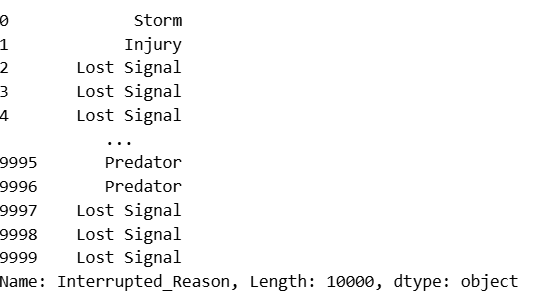 0 Storm
1 Injury
2 Lost Signal
3 Lost Signal
4 Lost Signal
...
9995 Predator
9996 Predator
9997 Lost Signal
9998 Lost Signal
9999 Lost Signal
Name: Interrupted_Reason, Length: 10000, dtype: object